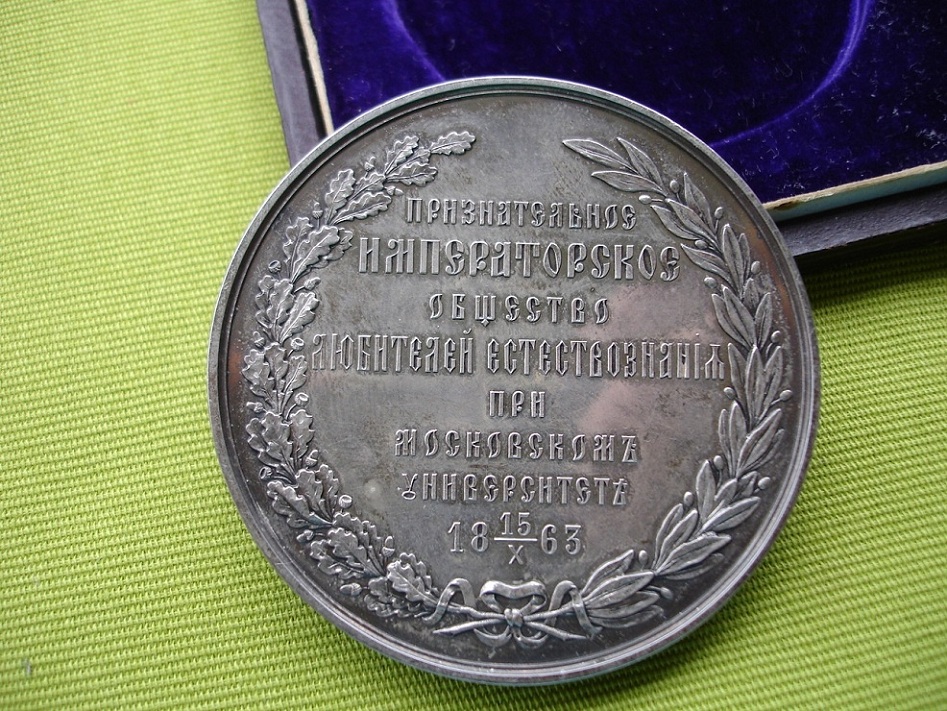 ПРИЗНАТЕЛЬНОЕ
ИМПЕРАТОРСКОЕ
ОБЩЕСТВО
ЛЮБИТЕЛЕЙ ЕСТЕСТВОЗНАНІЯ
ПРИ
МОСКОВСКОМЪ
УНИВЕРСИТЕТѢ
18 15/X 63